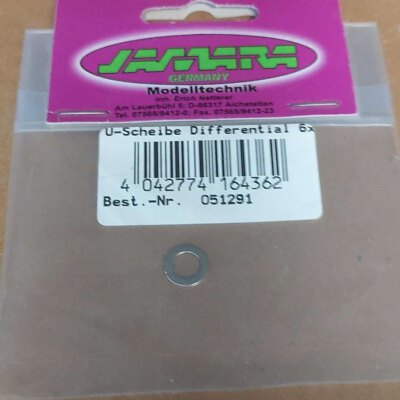 JAMARA
GERMANY
Modelltechnik
Inh. Erich Natterer
Am Lauerbühl 5; D-88317 Aichstetten
Tel. 07565/9412-0; Fax. 07565/9412-23
U-Scheibe Differential 6x
4 042774 164362
Best.-Nr. 051291